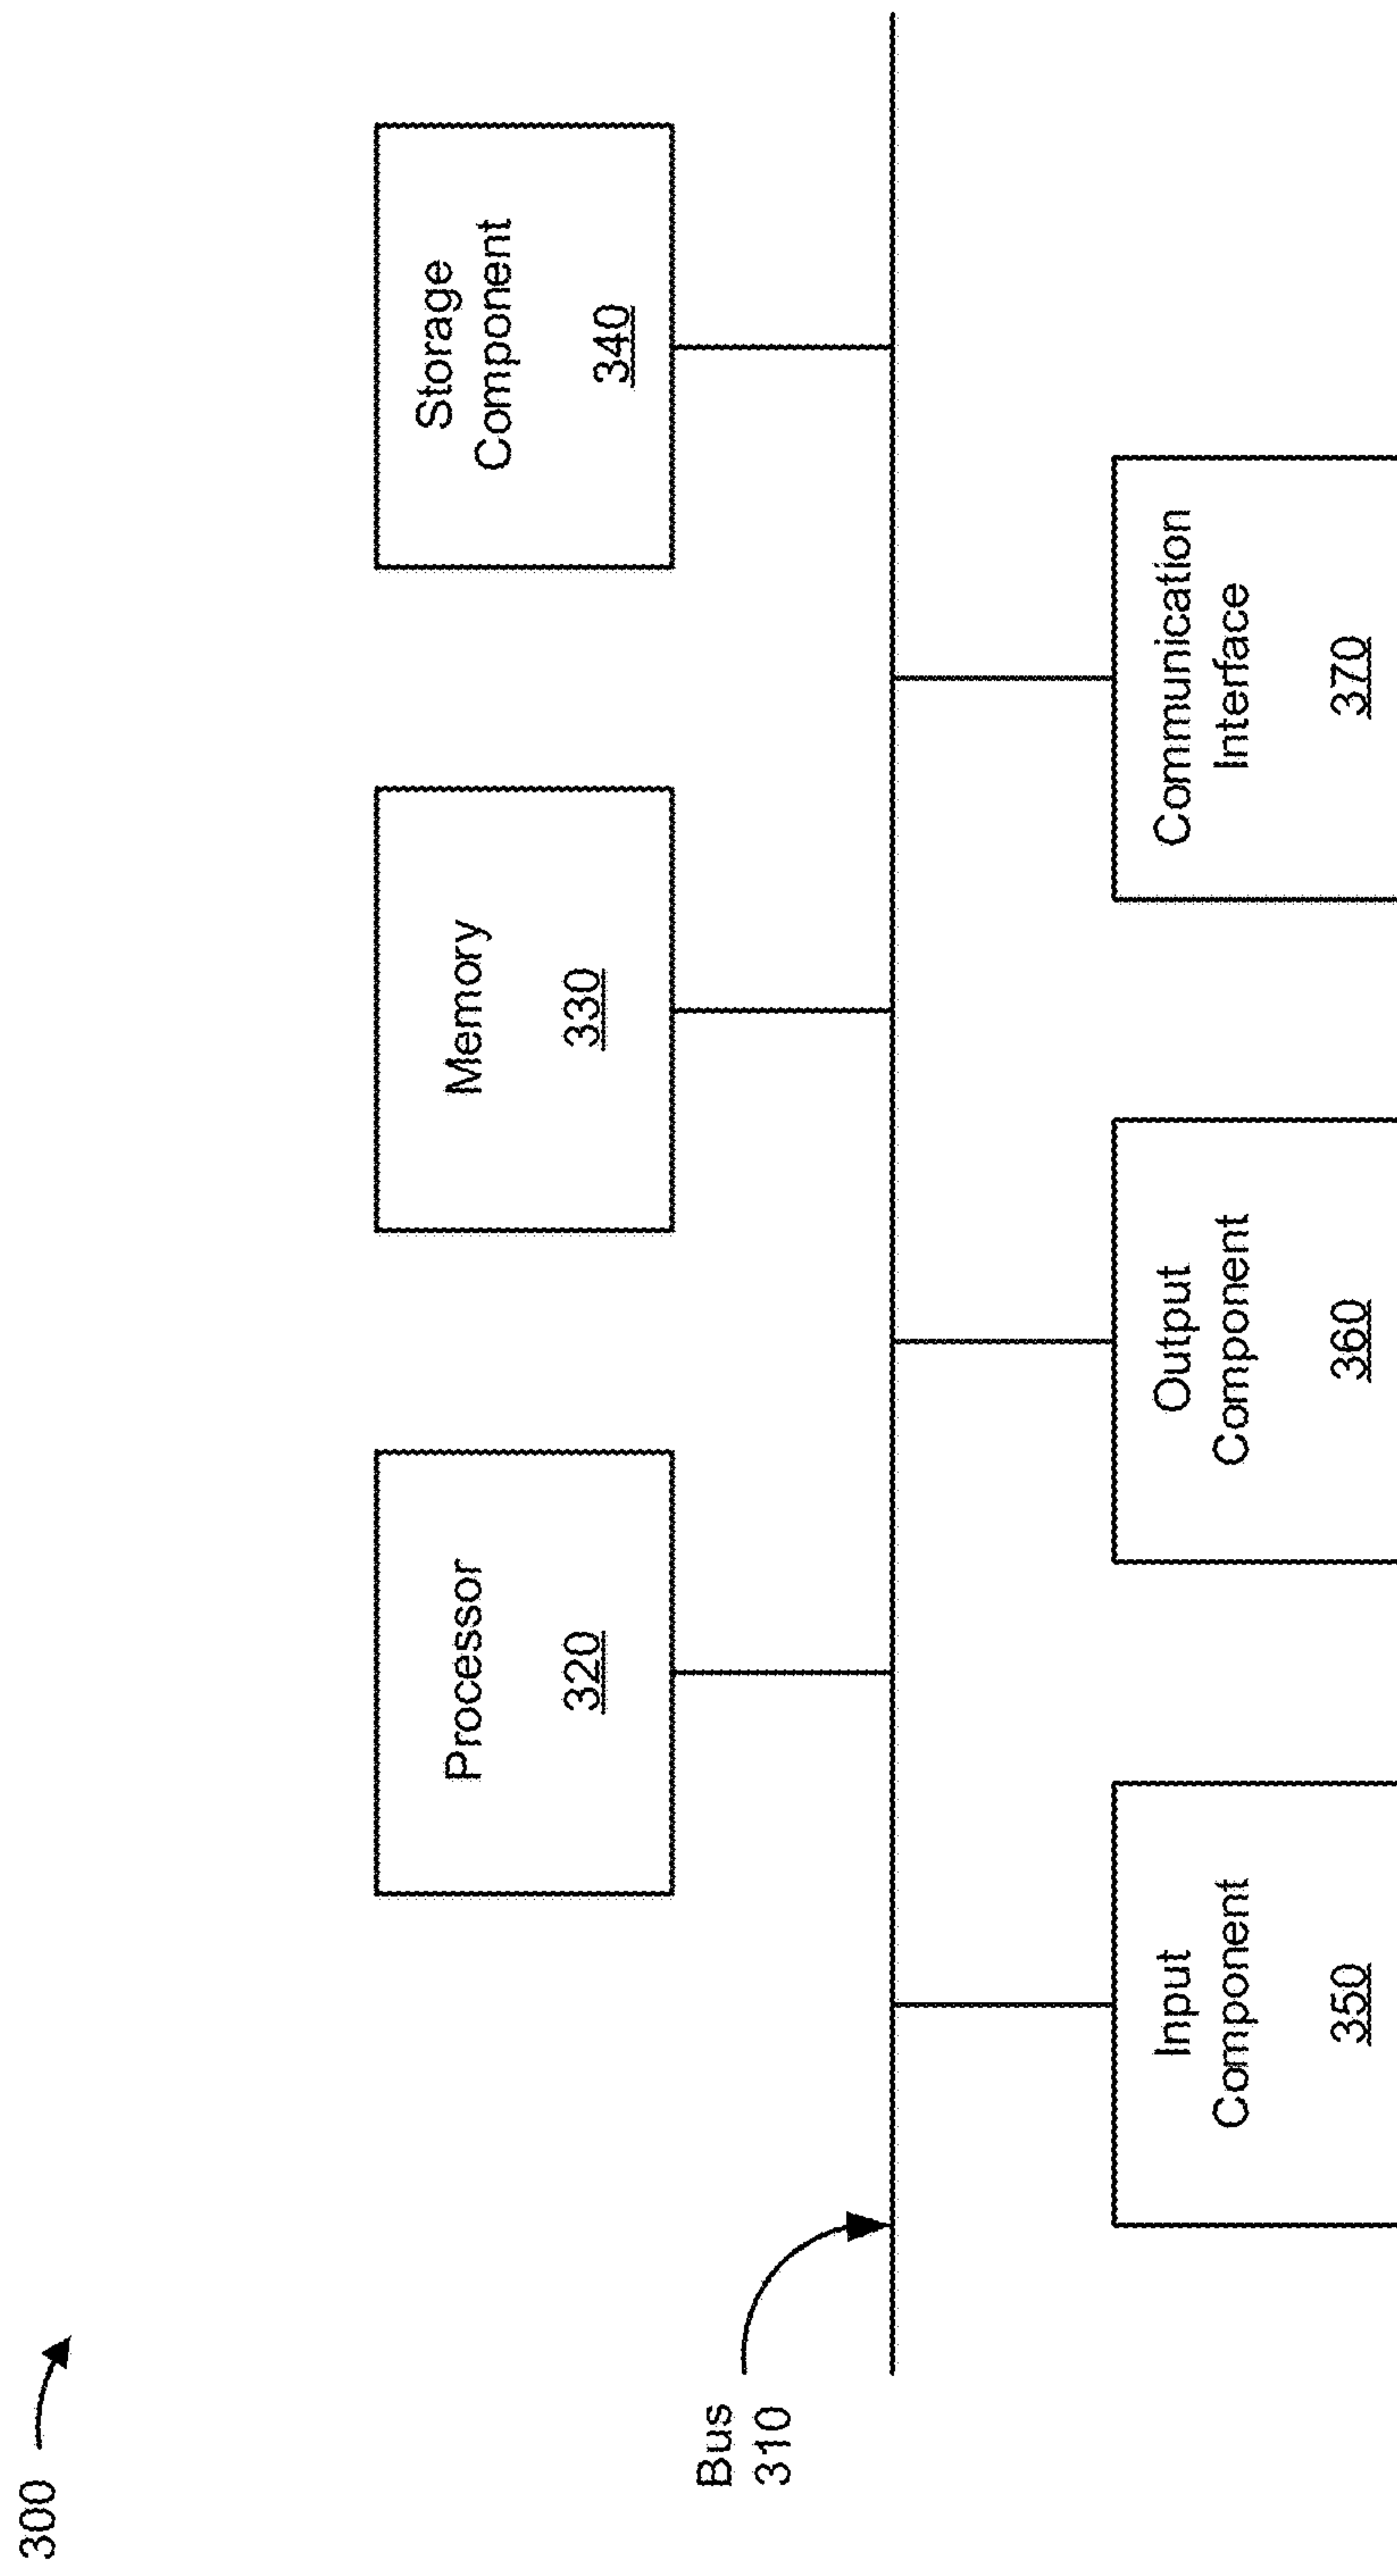 300
Processor
320
Memory
330
Storage
Component
340
Bus
310
Input
Component
350
Output
Component
360
Communication
Interface
370